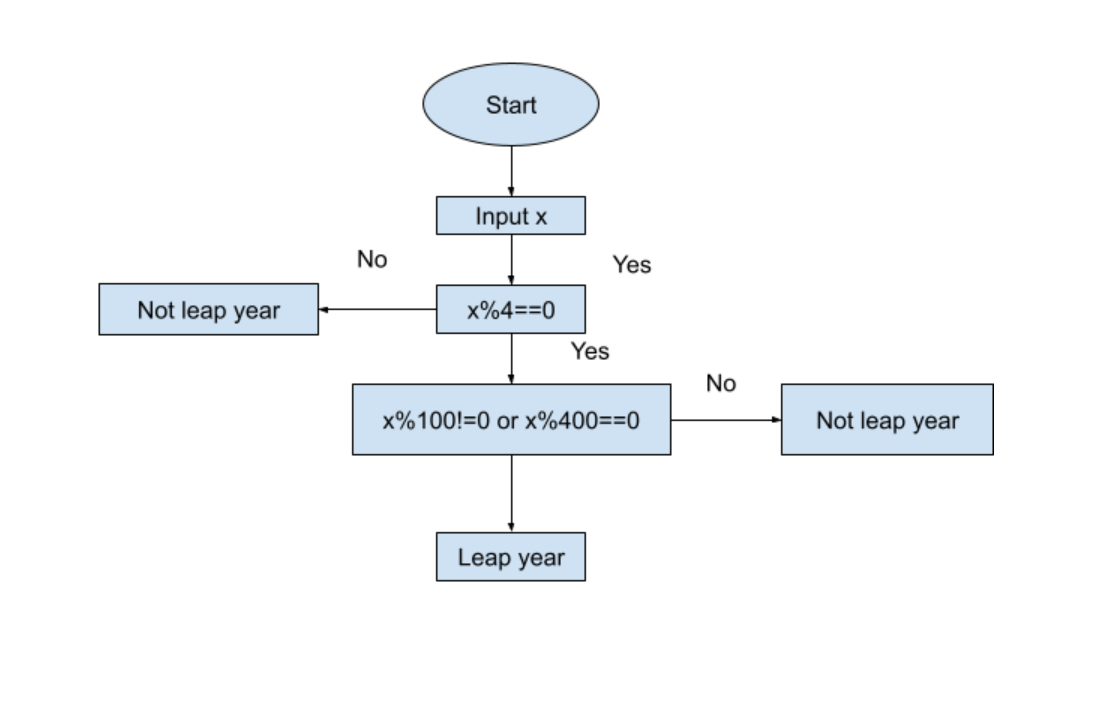 Start
Input x
No
Yes
Not leap year
x%4==0
Yes
No
x%100!=0 or x%400==0
Not leap year
Leap year